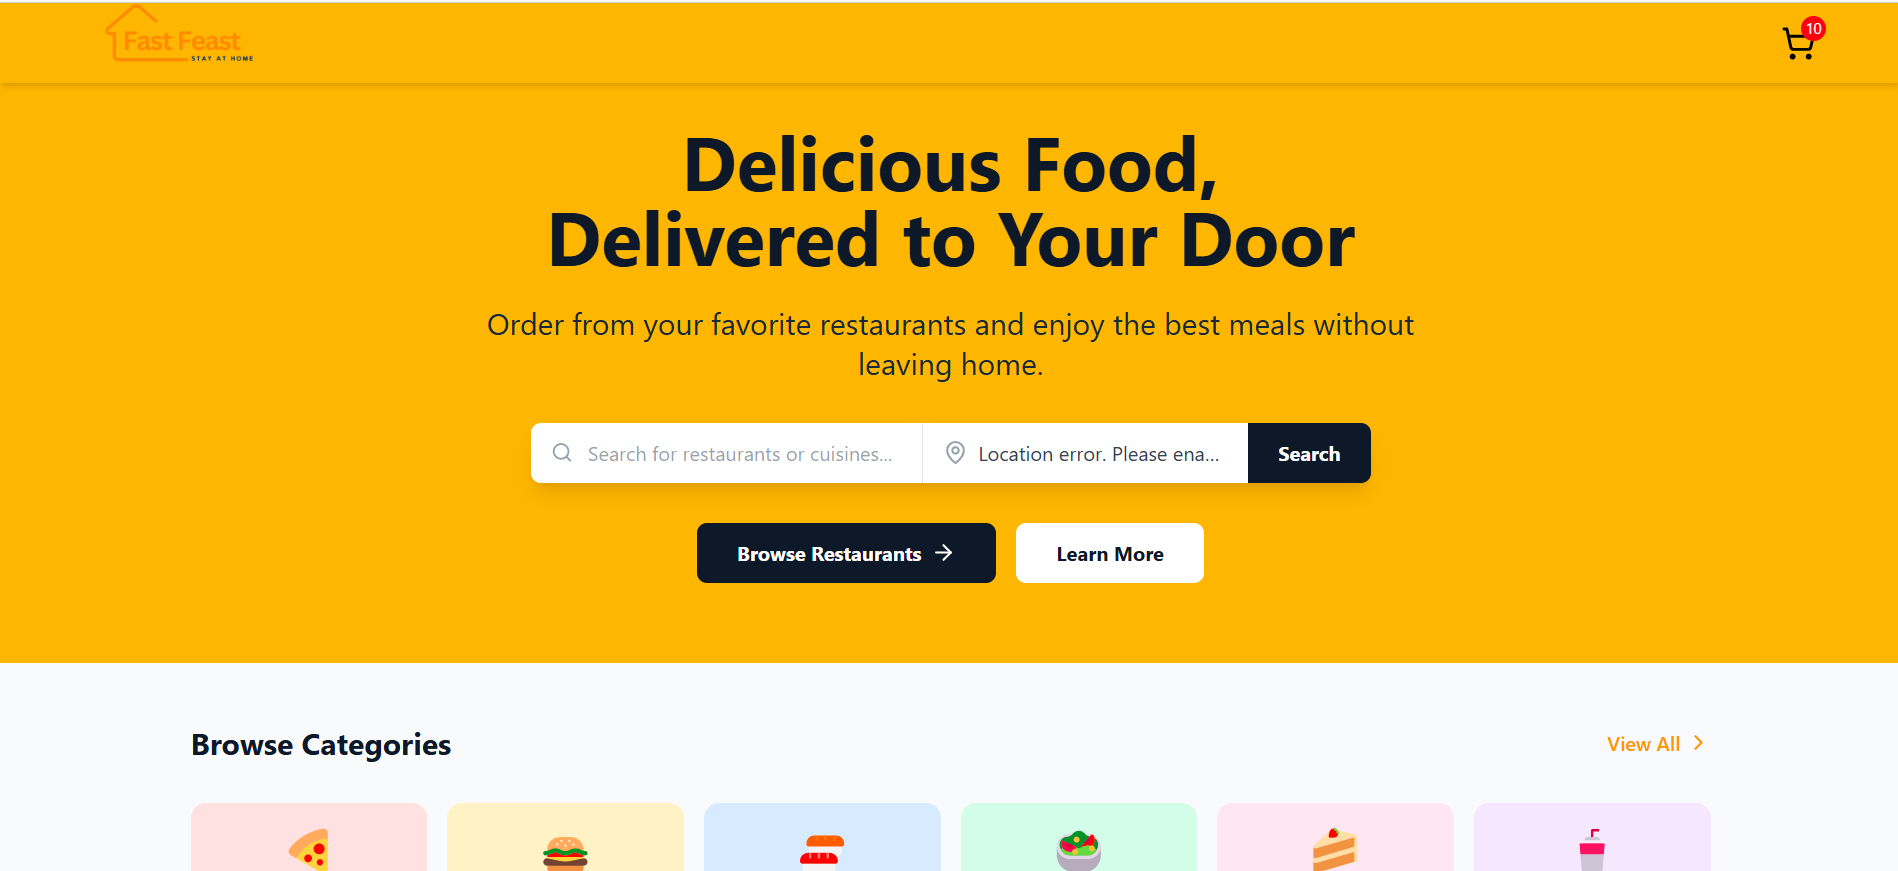 Fast Feast
STAY AT HOME
10
Delicious Food,
Delivered to Your Door
Order from your favorite restaurants and enjoy the best meals without
leaving home.
Search for restaurants or cuisines...
Location error. Please ena...
Search
Browse Restaurants
Learn More
Browse Categories
View All